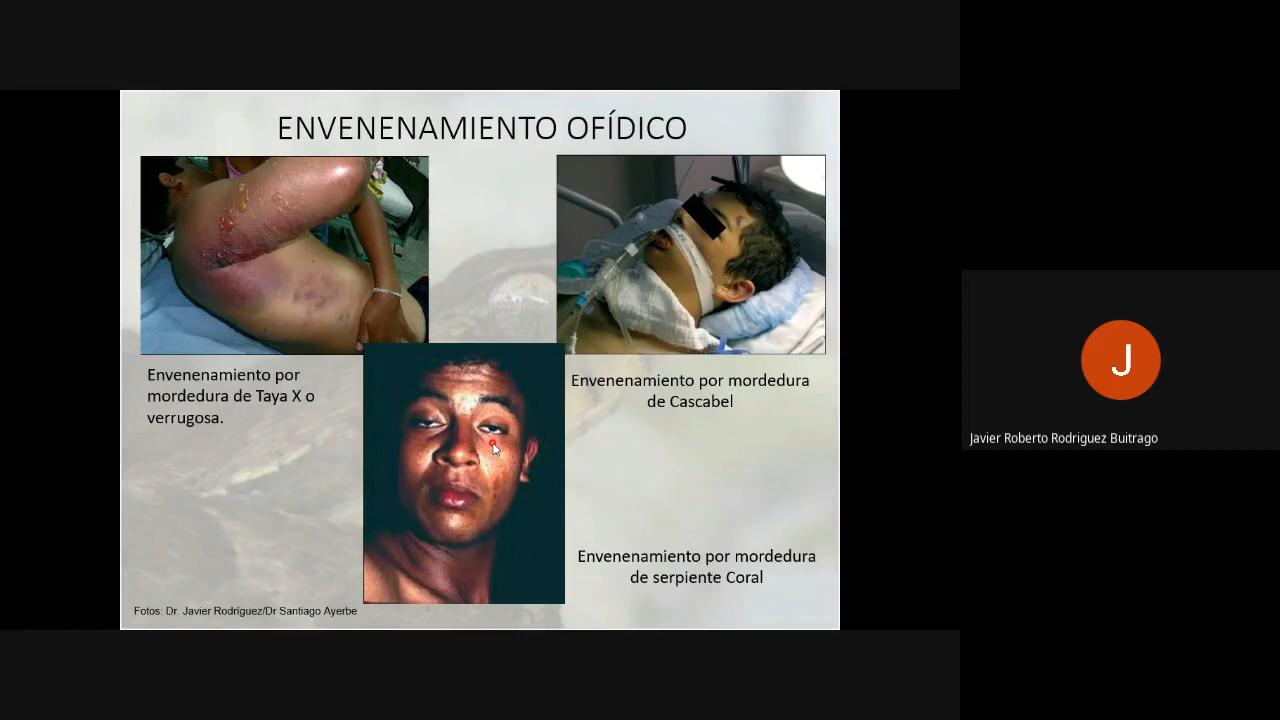 ENVENENAMIENTO OFÍDICO
Envenenamiento por
mordedura de Taya X o
verrugosa.
Envenenamiento por mordedura
de Cascabel
Envenenamiento por mordedura
de serpiente Coral
Fotos: Dr. Javier Rodríguez/Dr Santiago Ayerbe
J
Javier Roberto Rodriguez Buitrago